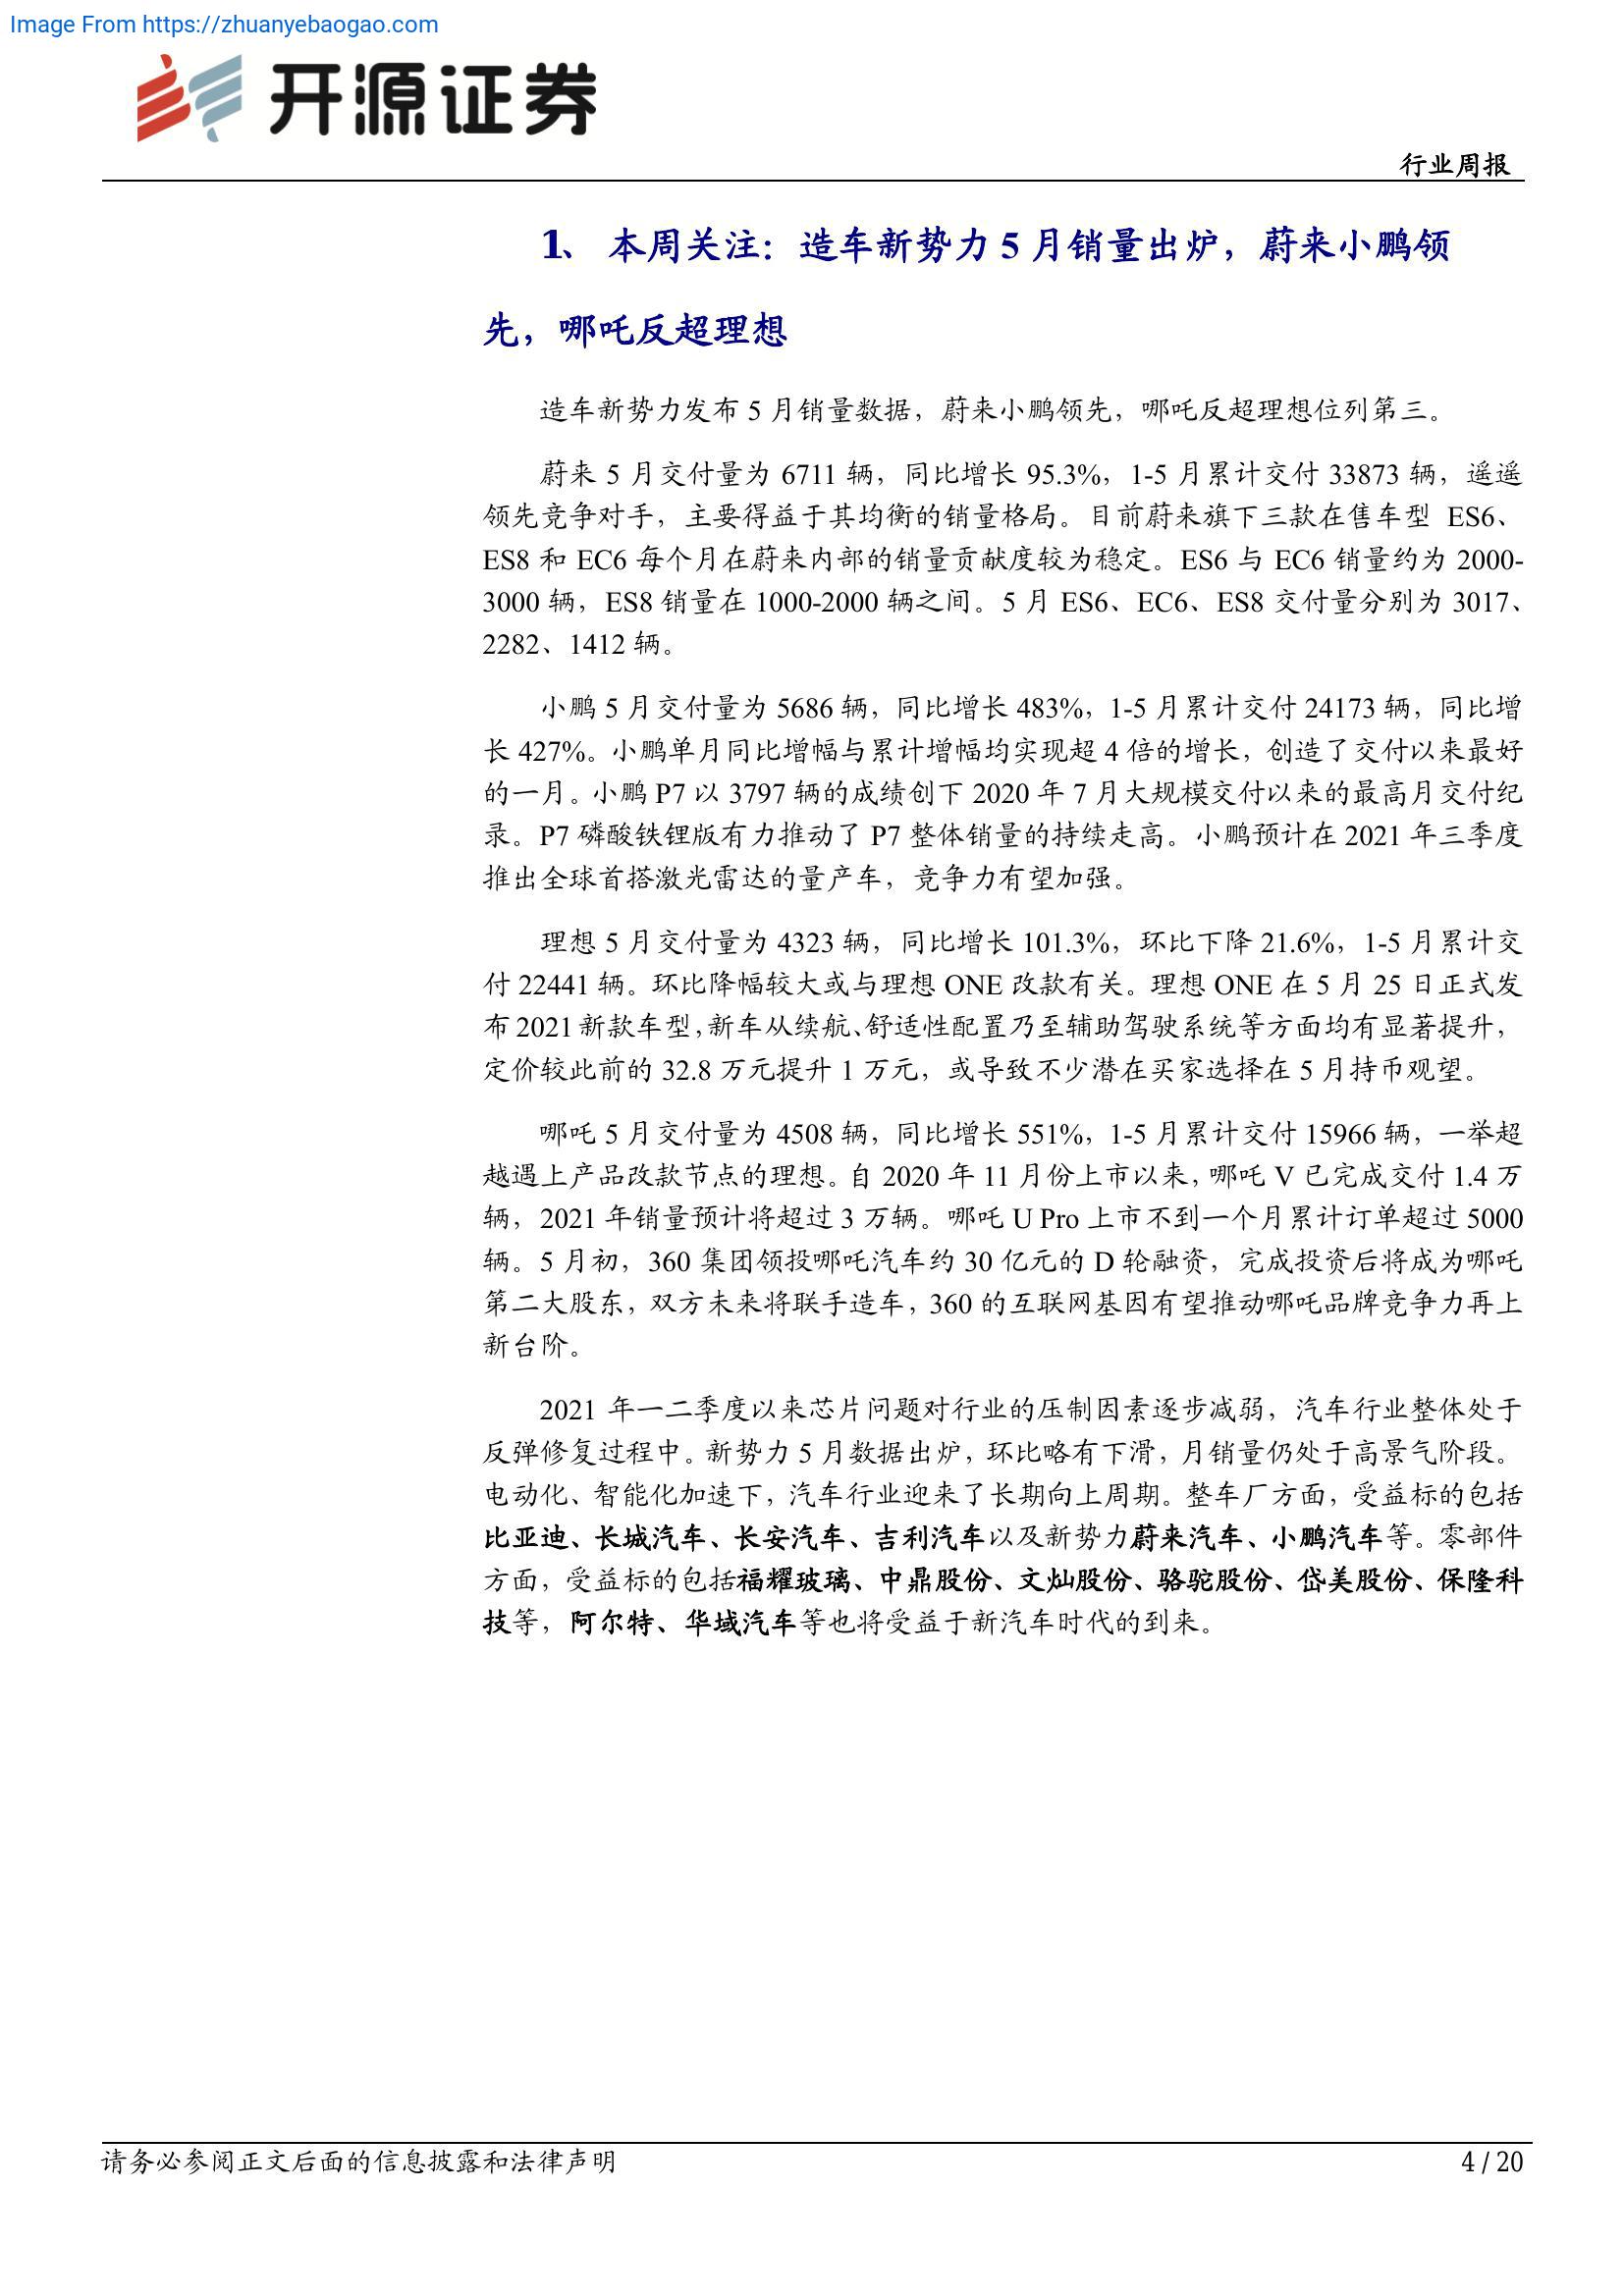 Image From https://zhuanyebaogao.com
开源证券
行业周报
1、 本周关注：造车新势力 5 月销量出炉，蔚来小鹏领
先，哪吒反超理想
造车新势力发布 5 月销量数据，蔚来小鹏领先，哪吒反超理想位列第三。
蔚来 5 月交付量为 6711 辆，同比增长 95.3%，1-5 月累计交付 33873 辆，遥遥
领先竞争对手，主要得益于其均衡的销量格局。目前蔚来旗下三款在售车型 ES6、
ES8 和 EC6 每个月在蔚来内部的销量贡献度较为稳定。ES6 与 EC6 销量约为 2000-
3000 辆，ES8 销量在 1000-2000 辆之间。5 月 ES6、EC6、ES8 交付量分别为 3017、
2282、1412 辆。
小鹏 5 月交付量为 5686 辆，同比增长 483%，1-5 月累计交付 24173 辆，同比增
长 427%。小鹏单月同比增幅与累计增幅均实现超 4 倍的增长，创造了交付以来最好
的一月。小鹏 P7 以 3797 辆的成绩创下 2020 年 7 月大规模交付以来的最高月交付纪
录。P7 磷酸铁锂版有力推动了 P7 整体销量的持续走高。小鹏预计在 2021 年三季度
推出全球首搭激光雷达的量产车，竞争力有望加强。
理想 5 月交付量为 4323 辆，同比增长 101.3%，环比下降 21.6%，1-5 月累计交
付 22441 辆。环比降幅较大或与理想 ONE 改款有关。理想 ONE 在 5 月 25 日正式发
布 2021 新款车型，新车从续航、舒适性配置乃至辅助驾驶系统等方面均有显著提升，
定价较此前的 32.8 万元提升 1 万元，或导致不少潜在买家选择在 5 月持币观望。
哪吒 5 月交付量为 4508 辆，同比增长 551%，1-5 月累计交付 15966 辆，一举超
越遇上产品改款节点的理想。自 2020 年 11 月份上市以来，哪吒 V 已完成交付 1.4 万
辆，2021 年销量预计将超过 3 万辆。哪吒 U Pro 上市不到一个月累计订单超过 5000
辆。5 月初，360 集团领投哪吒汽车约 30 亿元的 D 轮融资，完成投资后将成为哪吒
第二大股东，双方未来将联手造车，360 的互联网基因有望推动哪吒品牌竞争力再上
新台阶。
2021 年一二季度以来芯片问题对行业的压制因素逐步减弱，汽车行业整体处于
反弹修复过程中。新势力 5 月数据出炉，环比略有下滑，月销量仍处于高景气阶段。
电动化、智能化加速下，汽车行业迎来了长期向上周期。整车厂方面，受益标的包括
比亚迪、长城汽车、长安汽车、吉利汽车以及新势力蔚来汽车、小鹏汽车等。零部件
方面，受益标的包括福耀玻璃、中鼎股份、文灿股份、骆驼股份、岱美股份、保隆科
技等，阿尔特、华域汽车等也将受益于新汽车时代的到来。
请务必参阅正文后面的信息披露和法律声明
4 / 20